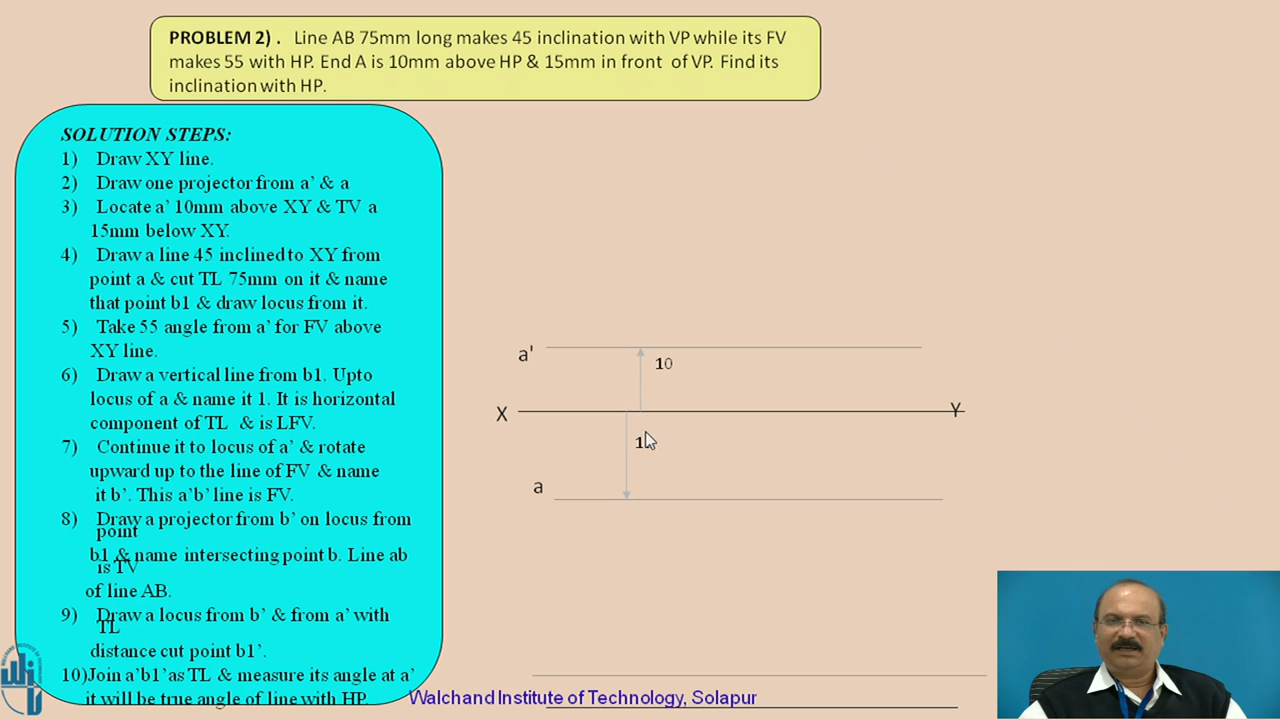 PROBLEM 2) . Line AB 75mm long makes 45 inclination with VP while its FV
makes 55 with HP. End A is 10mm above HP & 15mm in front of VP. Find its
inclination with HP.
SOLUTION STEPS:
1) Draw XY line.
2) Draw one projector from a’ & a
3) Locate a’ 10mm above XY & TV a
15mm below XY.
4) Draw a line 45 inclined to XY from
point a & cut TL 75mm on it & name
that point b1 & draw locus from it.
5) Take 55 angle from a’ for FV above
XY line.
6) Draw a vertical line from b1. Upto
locus of a & name it 1. It is horizontal
component of TL & is LFV.
7) Continue it to locus of a’ & rotate
upward up to the line of FV & name
it b’. This a’b’ line is FV.
8) Draw a projector from b’ on locus from
point
b1 & name intersecting point b. Line ab
is TV
of line AB.
9) Draw a locus from b’ & from a’ with
TL
distance cut point b1’.
10)Join a’b1’as TL & measure its angle at a’
it will be true angle of line with HP.
a'
10
X
Y
1
a
Walchand Institute of Technology, Solapur